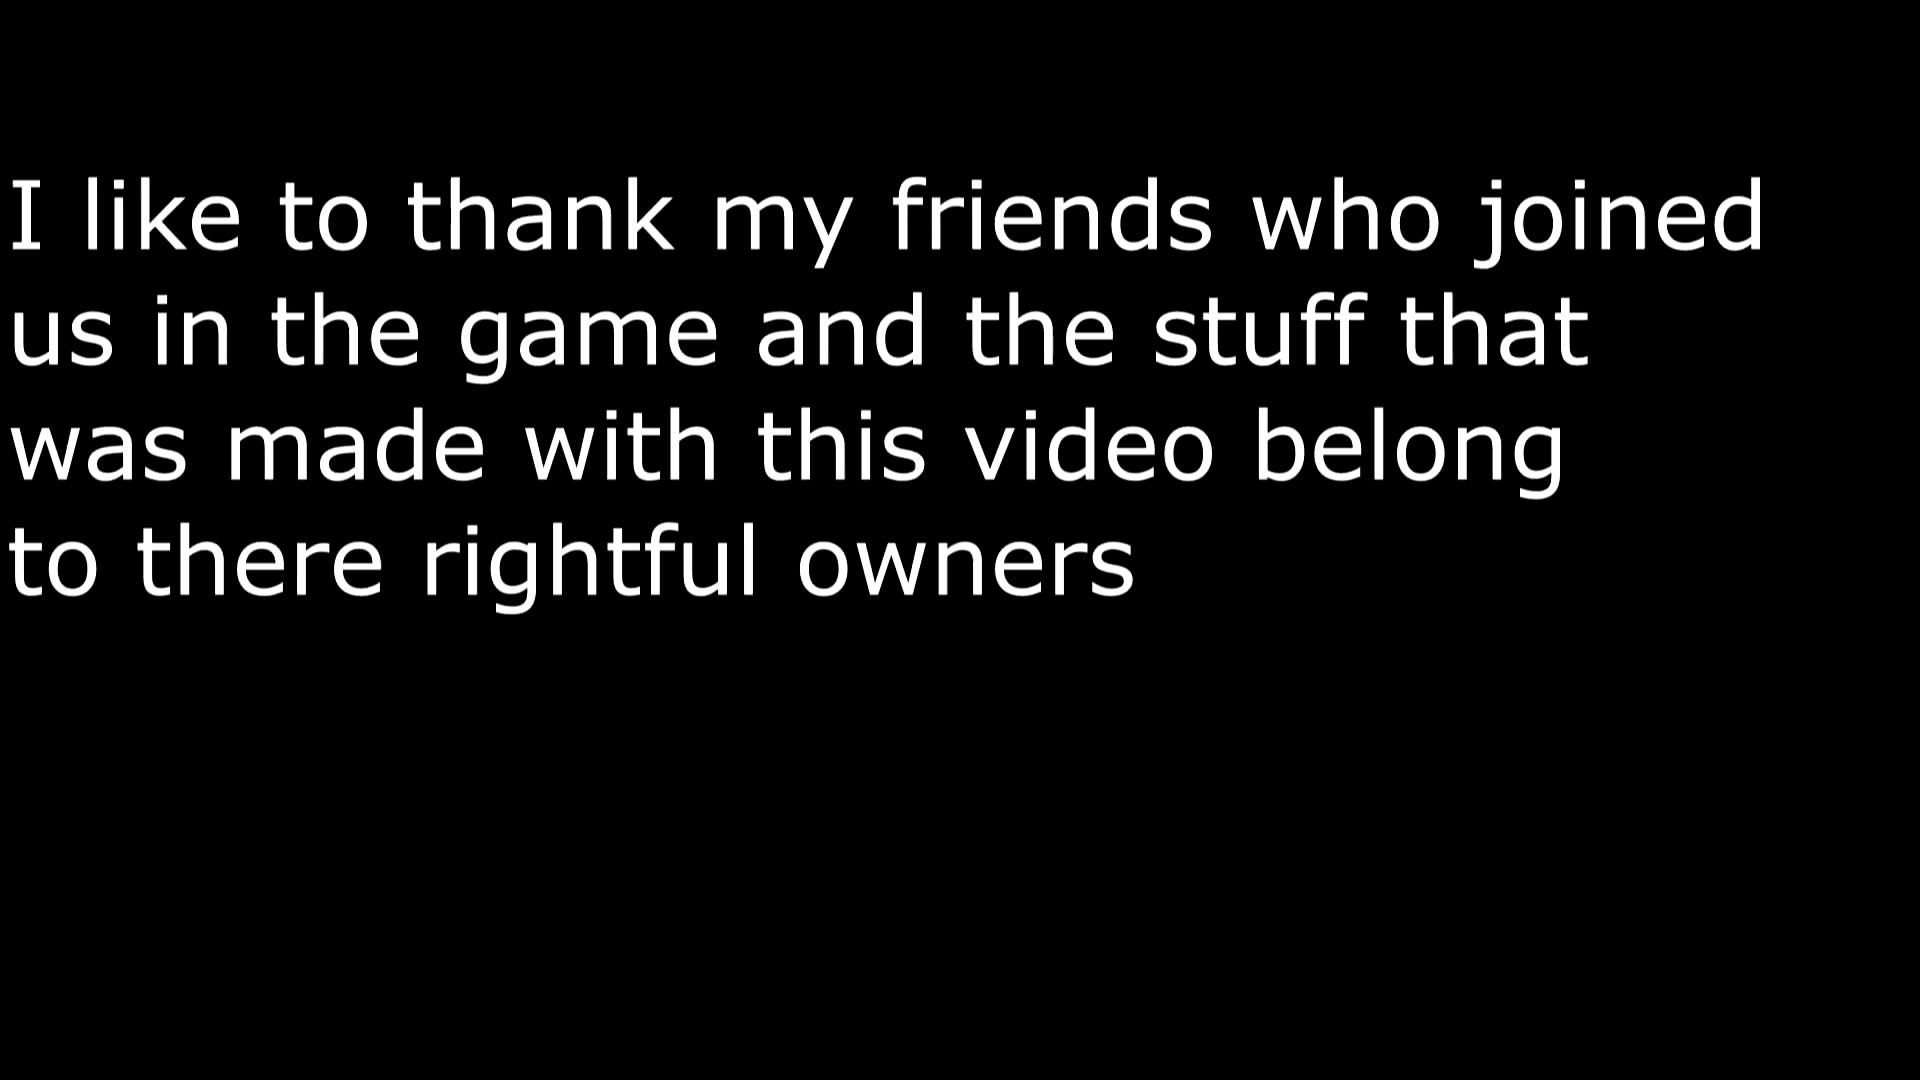 I like to thank my friends who joined
us in the game and the stuff that
was made with this video belong
to there rightful owners